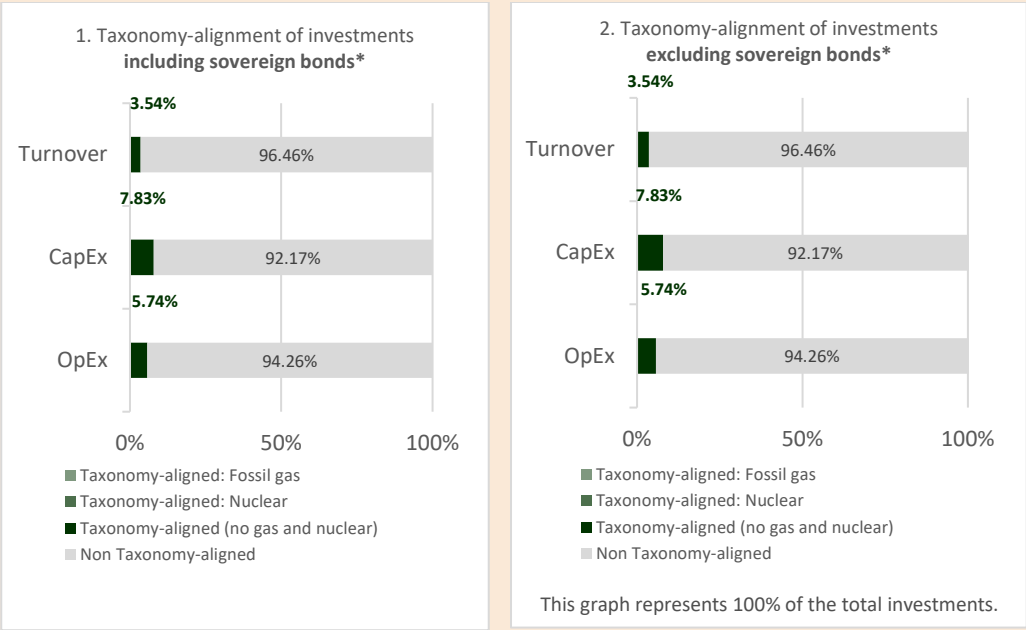 1. Taxonomy-alignment of investments
including sovereign bonds*
3.54%
Turnover
96.46%
7.83%
CapEx
92.17%
5.74%
OpEx
94.26%
0%
50%
100%
Taxonomy-aligned: Fossil gas
Taxonomy-aligned: Nuclear
Taxonomy-aligned (no gas and nuclear)
Non Taxonomy-aligned
2. Taxonomy-alignment of investments
excluding sovereign bonds*
3.54%
Turnover
96.46%
7.83%
CapEx
92.17%
5.74%
OpEx
94.26%
0%
50%
100%
Taxonomy-aligned: Fossil gas
Taxonomy-aligned: Nuclear
Taxonomy-aligned (no gas and nuclear)
Non Taxonomy-aligned
This graph represents 100% of the total investments.